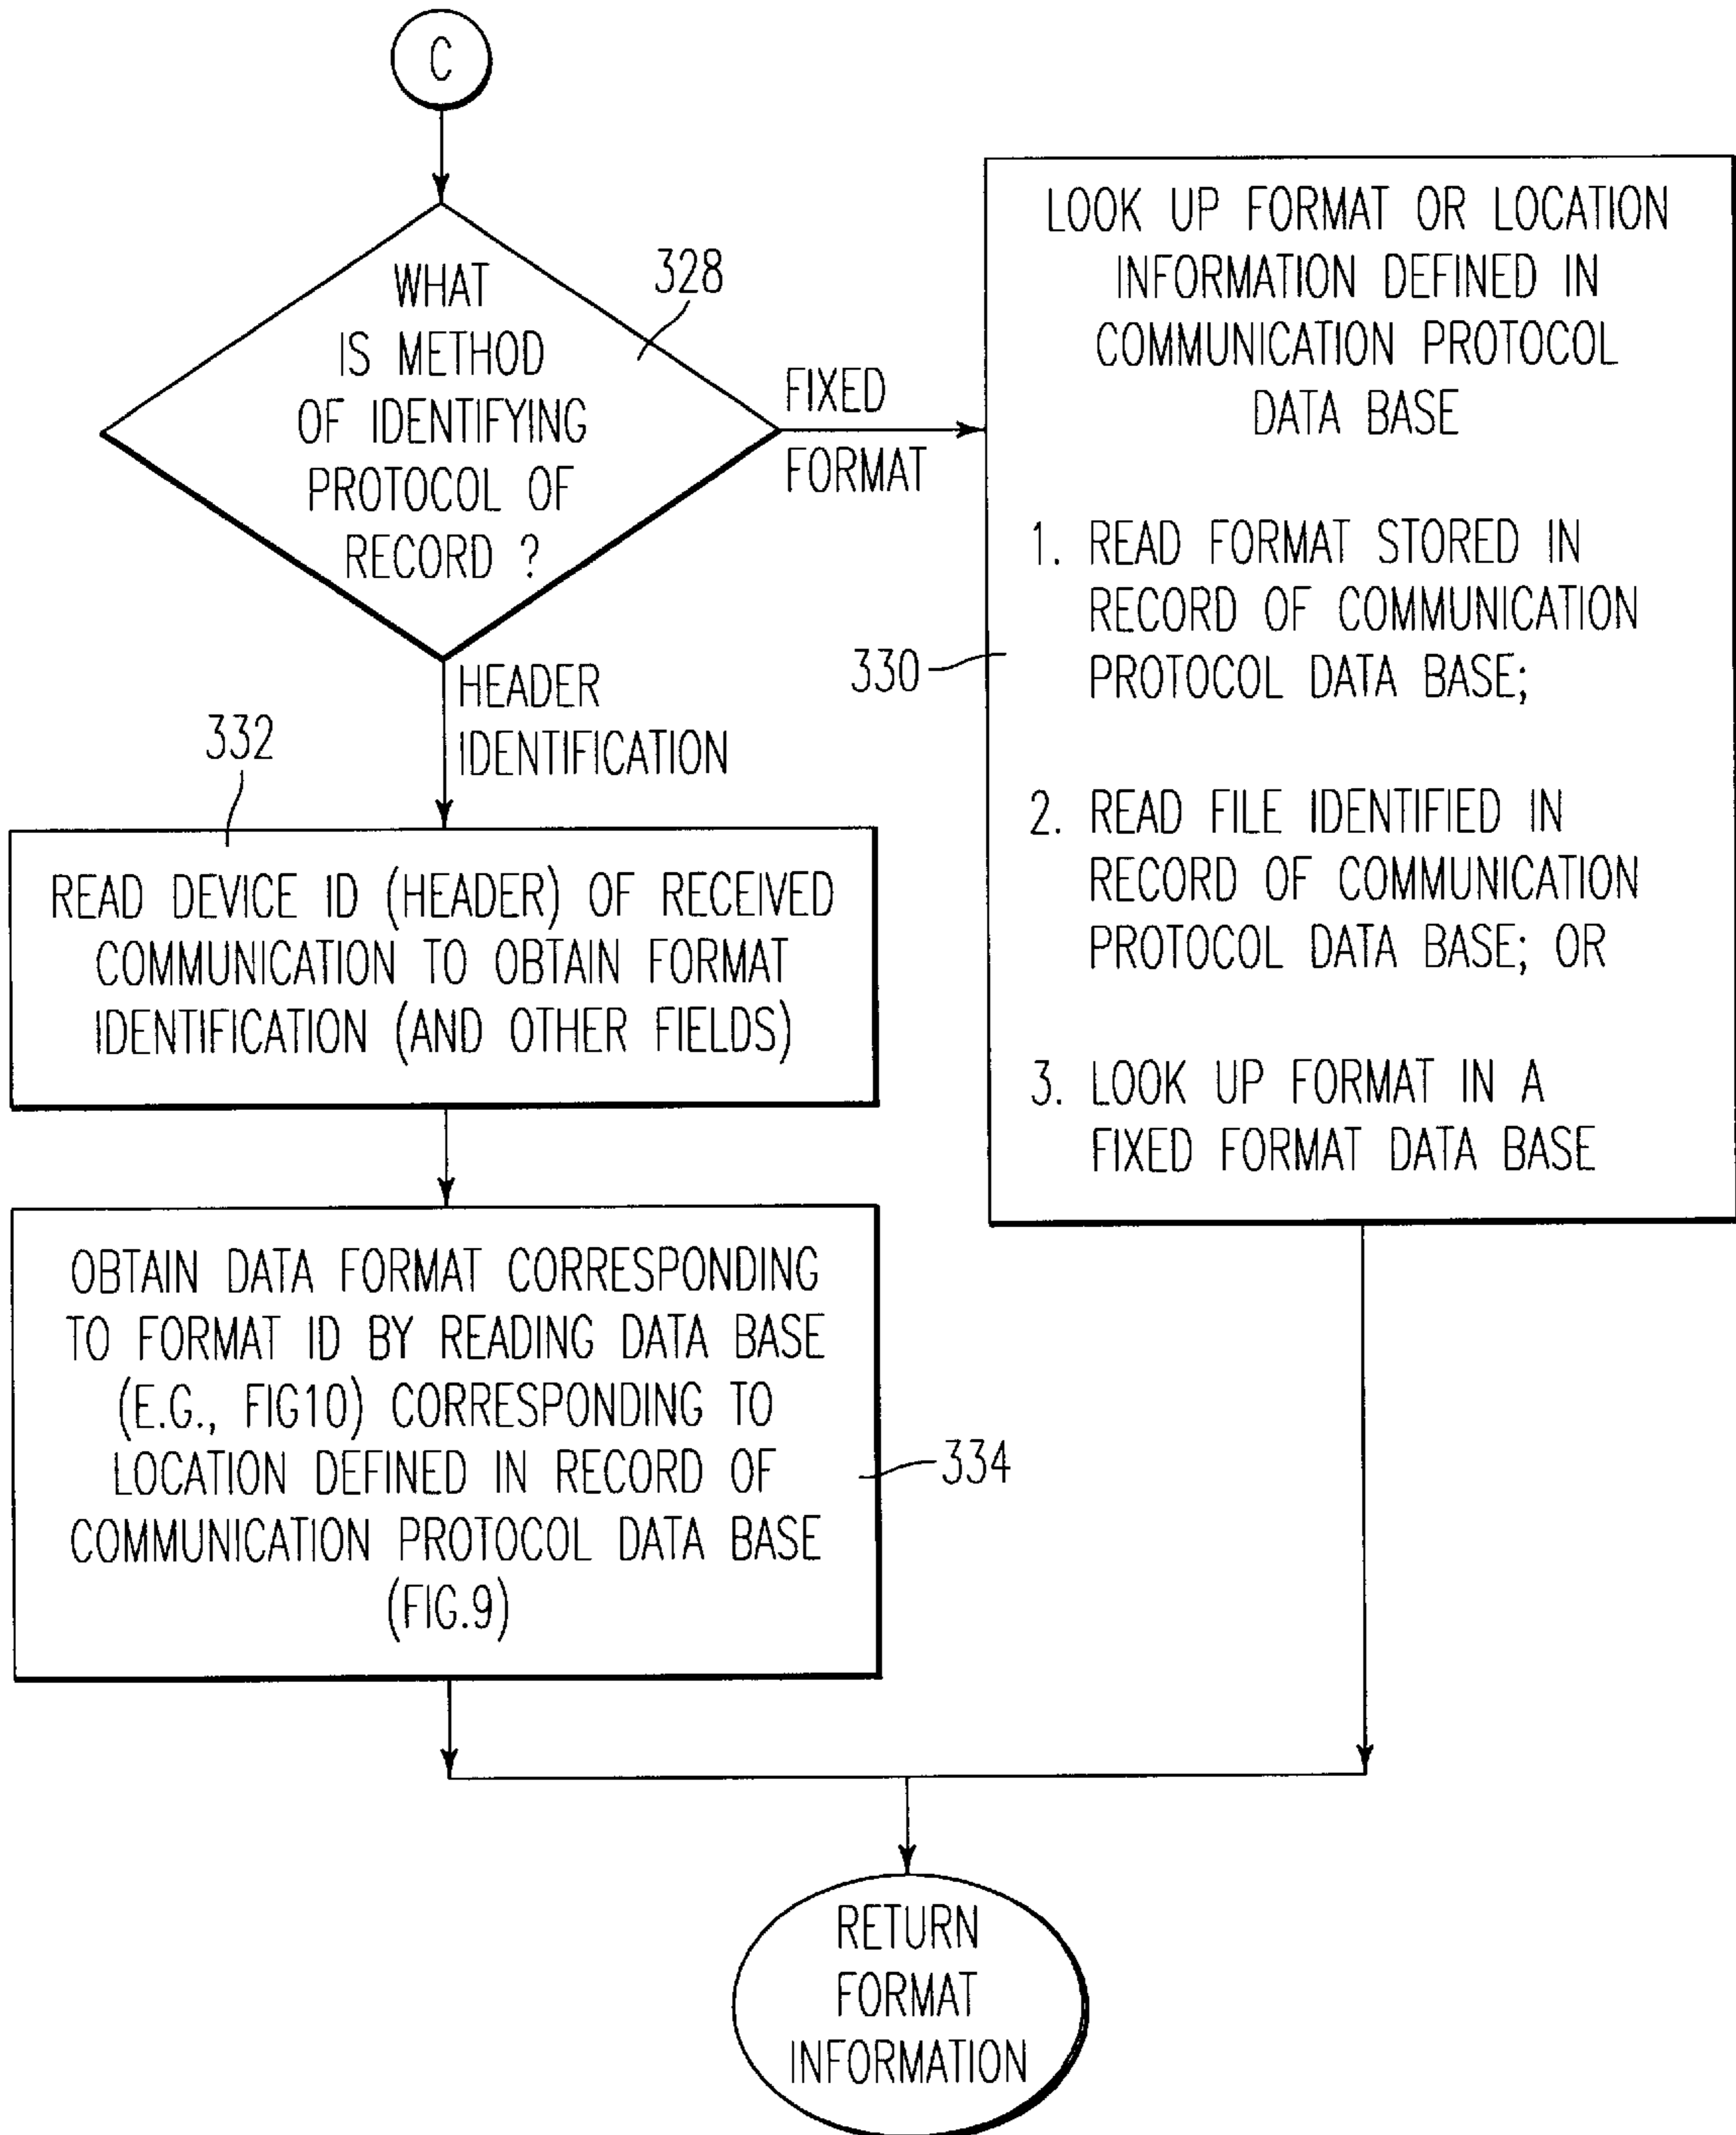 C
WHAT
IS METHOD
OF IDENTIFYING
PROTOCOL OF
RECORD ?
328
FIXED
FORMAT
LOOK UP FORMAT OR LOCATION
INFORMATION DEFINED IN
COMMUNICATION PROTOCOL
DATA BASE
1. READ FORMAT STORED IN
RECORD OF COMMUNICATION
PROTOCOL DATA BASE;
2. READ FILE IDENTIFIED IN
RECORD OF COMMUNICATION
PROTOCOL DATA BASE; OR
3. LOOK UP FORMAT IN A
FIXED FORMAT DATA BASE
330
HEADER
IDENTIFICATION
332
READ DEVICE ID (HEADER) OF RECEIVED
COMMUNICATION TO OBTAIN FORMAT
IDENTIFICATION (AND OTHER FIELDS)
OBTAIN DATA FORMAT CORRESPONDING
TO FORMAT ID BY READING DATA BASE
(E.G., FIG10) CORRESPONDING TO
LOCATION DEFINED IN RECORD OF
COMMUNICATION PROTOCOL DATA BASE
(FIG.9)
334
RETURN
FORMAT
INFORMATION